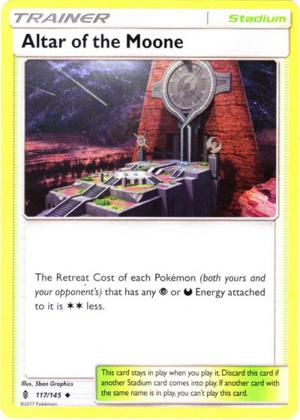 TRAINER Stadium
Altar of the Moone
The Retreat Cost of each Pokémon (both yours and
your opponent's) that has any or Energy attached
to it is less.
Illus. 5ban Graphics
117/145
©2017 Pokémon
This card stays in play when you play it. Discard this card if
another Stadium card comes into play. If another card with
the same name is in play, you can't play this card.